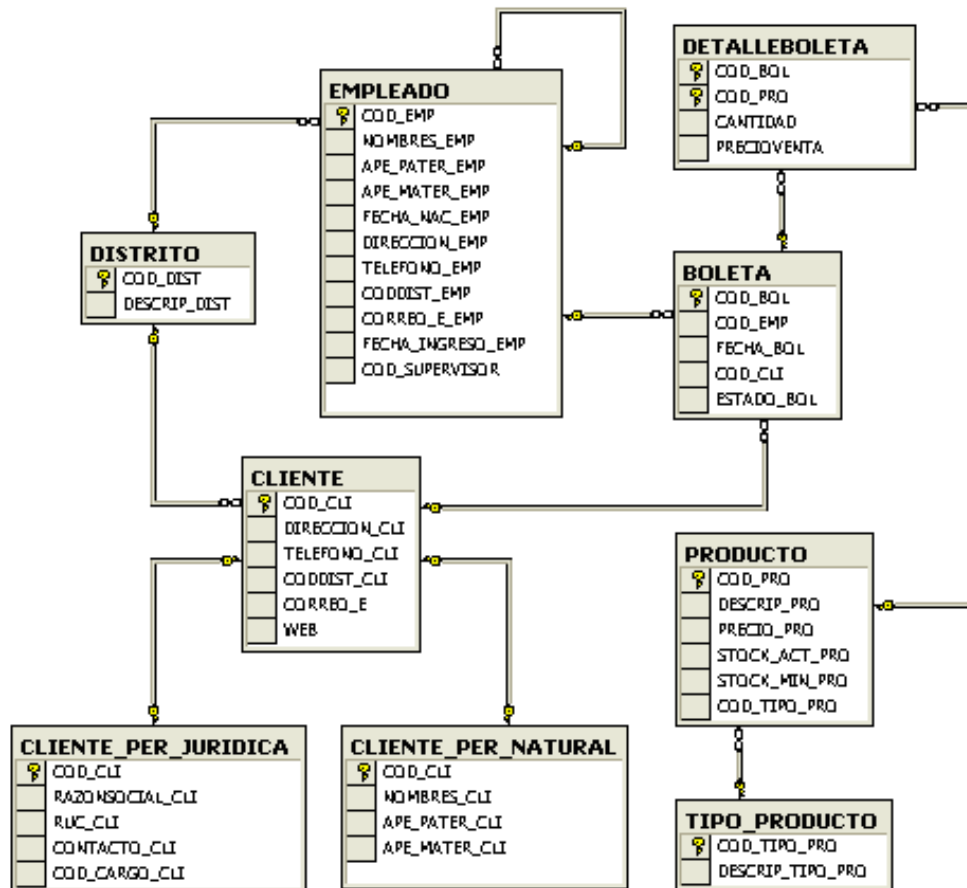 EMPLEADO
COD_EMP
NOMBRES_EMP
APE_PATER_EMP
APE_MATER_EMP
FECHA_NAC_EMP
DIRECCION_EMP
TELEFONO_EMP
CODDIST_EMP
CORREO_E_EMP
FECHA_INGRESO_EMP
COD_SUPERVISOR
DETALLEBOLETA
COD_BOL
COD_PRO
CANTIDAD
PRECIOVENTA
DISTRITO
COD_DIST
DESCRIP_DIST
BOLETA
COD_BOL
COD_EMP
FECHA_BOL
COD_CLI
ESTADO_BOL
CLIENTE
COD_CLI
DIRECCION_CLI
TELEFONO_CLI
CODDIST_CLI
CORREO_E
WEB
PRODUCTO
COD_PRO
DESCRIP_PRO
PRECIO_PRO
STOCK_ACT_PRO
STOCK_MIN_PRO
COD_TIPO_PRO
CLIENTE_PER_JURIDICA
COD_CLI
RAZONSOCIAL_CLI
RUC_CLI
CONTACTO_CLI
COD_CARGO_CLI
CLIENTE_PER_NATURAL
COD_CLI
NOMBRES_CLI
APE_PATER_CLI
APE_MATER_CLI
TIPO_PRODUCTO
COD_TIPO_PRO
DESCRIP_TIPO_PRO